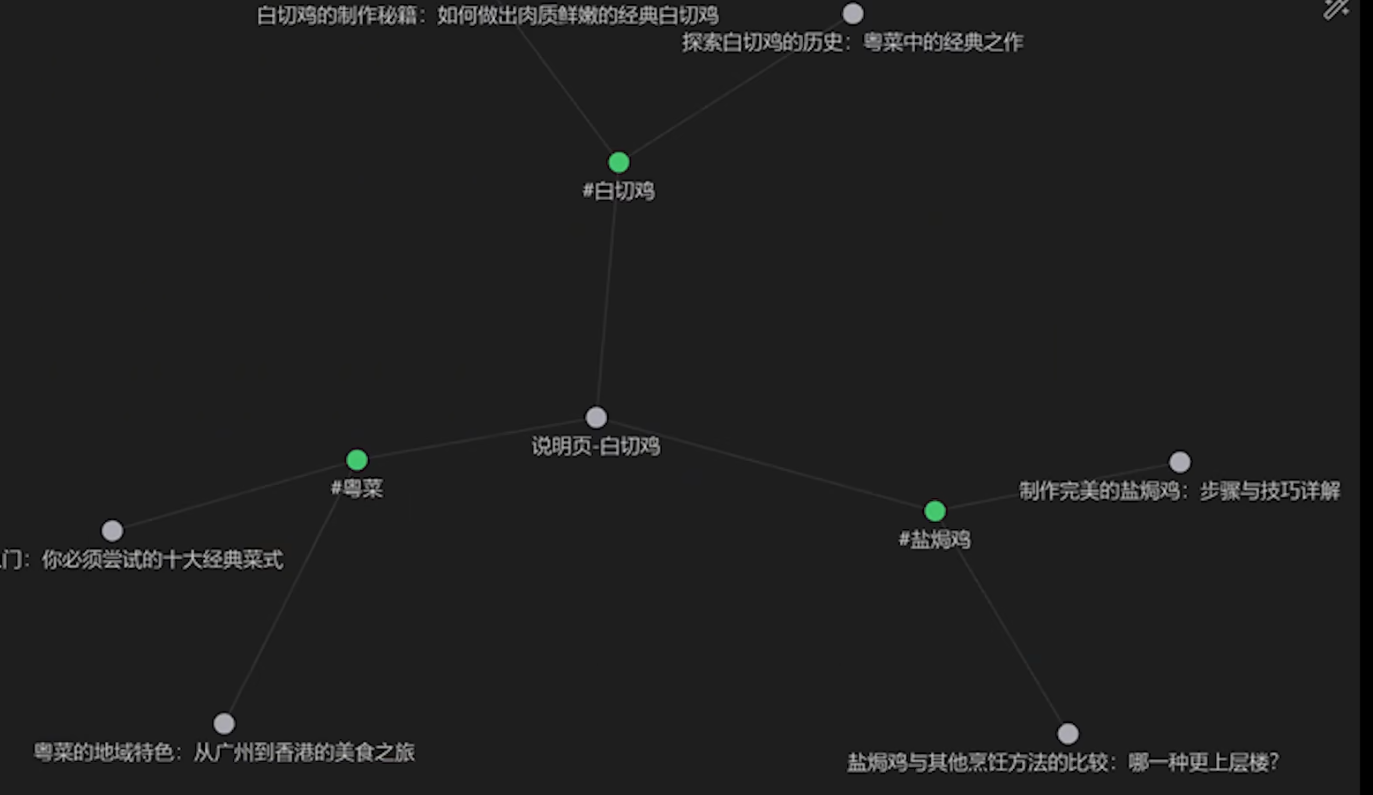 白切鸡的制作秘籍：如何做出肉质鲜嫩的经典白切鸡
探索白切鸡的历史：粤菜中的经典之作
#白切鸡
说明页-白切鸡
#粤菜
制作完美的盐焗鸡：步骤与技巧详解
#盐焗鸡
门：你必须尝试的十大经典菜式
粤菜的地域特色：从广州到香港的美食之旅
盐焗鸡与其他烹饪方法的比较：哪一种更上层楼？